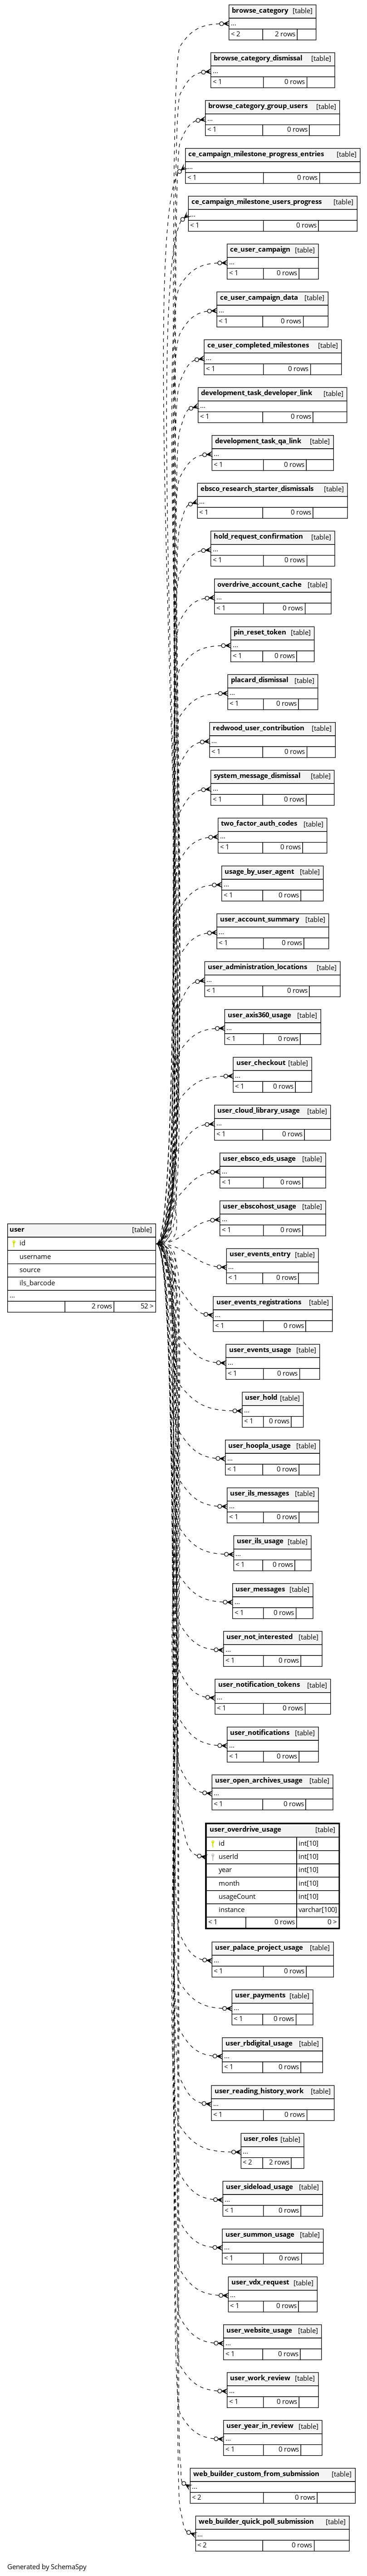 browse_category [table]
...
< 2 2 rows
browse_category_dismissal [table]
...
< 1 0 rows
browse_category_group_users [table]
...
< 1 0 rows
ce_campaign_milestone_progress_entries [table]
...
< 1 0 rows
ce_campaign_milestone_users_progress [table]
...
< 1 0 rows
ce_user_campaign [table]
...
< 1 0 rows
ce_user_campaign_data [table]
...
< 1 0 rows
ce_user_completed_milestones [table]
...
< 1 0 rows
development_task_developer_link [table]
...
< 1 0 rows
development_task_qa_link [table]
...
< 1 0 rows
ebsco_research_starter_dismissals [table]
...
< 1 0 rows
hold_request_confirmation [table]
...
< 1 0 rows
overdrive_account_cache [table]
...
< 1 0 rows
pin_reset_token [table]
...
< 1 0 rows
placard_dismissal [table]
...
< 1 0 rows
redwood_user_contribution [table]
...
< 1 0 rows
system_message_dismissal [table]
...
< 1 0 rows
two_factor_auth_codes [table]
...
< 1 0 rows
usage_by_user_agent [table]
...
< 1 0 rows
user_account_summary [table]
...
< 1 0 rows
user_administration_locations [table]
...
< 1 0 rows
user_axis360_usage [table]
...
< 1 0 rows
user_checkout [table]
...
< 1 0 rows
user_cloud_library_usage [table]
...
< 1 0 rows
user_ebsco_eds_usage [table]
...
< 1 0 rows
user_ebscohost_usage [table]
...
< 1 0 rows
user [table]
id
username
source
ils_barcode
...
2 rows 52 >
user_events_entry [table]
...
< 1 0 rows
user_events_registrations [table]
...
< 1 0 rows
user_events_usage [table]
...
< 1 0 rows
user_hold [table]
...
< 1 0 rows
user_hoopla_usage [table]
...
< 1 0 rows
user_ils_messages [table]
...
< 1 0 rows
user_ils_usage [table]
...
< 1 0 rows
user_messages [table]
...
< 1 0 rows
user_not_interested [table]
...
< 1 0 rows
user_notification_tokens [table]
...
< 1 0 rows
user_notifications [table]
...
< 1 0 rows
user_open_archives_usage [table]
...
< 1 0 rows
user_overdrive_usage [table]
id int[10]
userId int[10]
year int[10]
month int[10]
usageCount int[10]
instance varchar[100]
< 1 0 rows 0 >
user_palace_project_usage [table]
...
< 1 0 rows
user_payments [table]
...
< 1 0 rows
user_rbdigital_usage [table]
...
< 1 0 rows
user_reading_history_work [table]
...
< 1 0 rows
user_roles [table]
...
< 2 2 rows
user_sideload_usage [table]
...
< 1 0 rows
user_summon_usage [table]
...
< 1 0 rows
user_vdx_request [table]
...
< 1 0 rows
user_website_usage [table]
...
< 1 0 rows
user_work_review [table]
...
< 1 0 rows
user_year_in_review [table]
...
< 1 0 rows
web_builder_custom_from_submission [table]
...
< 2 0 rows
web_builder_quick_poll_submission [table]
...
< 2 0 rows
Generated by SchemaSpy